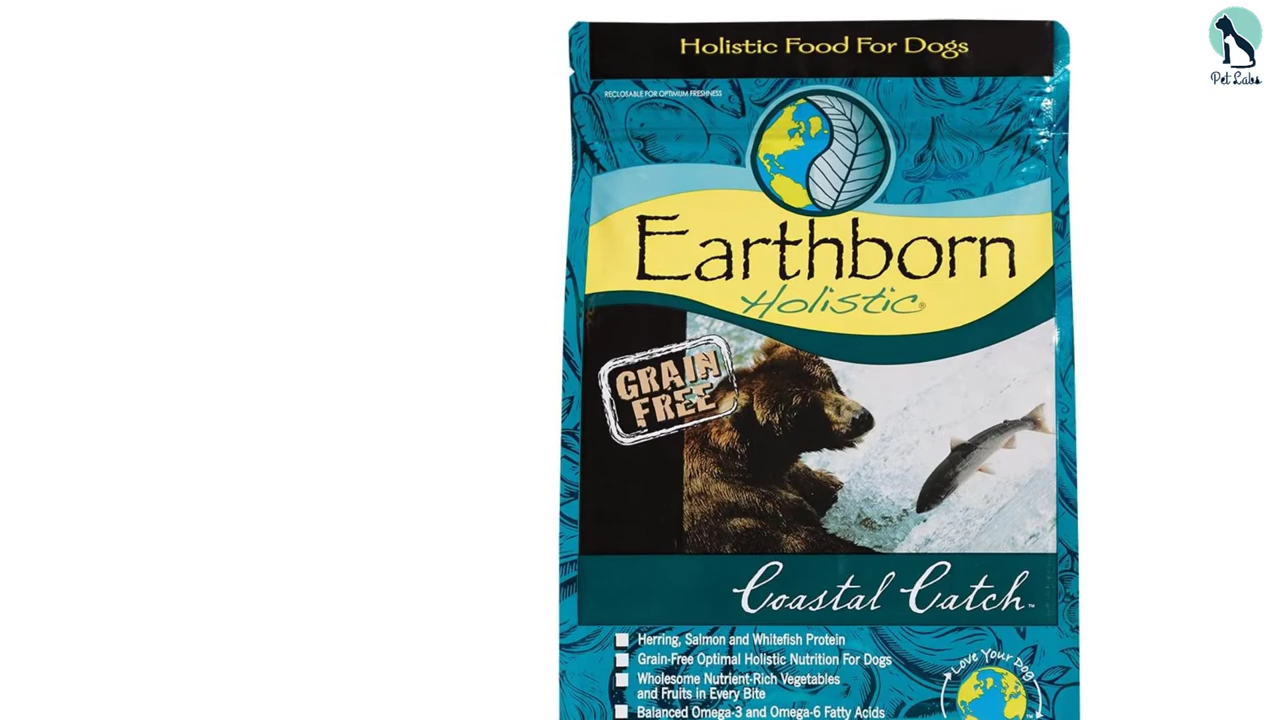 Holistic Food For Dogs
Pet Labs
RECLOSABLE FOR OPTIMUM FRESHNESS
Earthborn
Holistic®
GRAIN
FREE
Coastal Catch™
Herring, Salmon and Whitefish Protein
Grain-Free Optimal Holistic Nutrition For Dogs
Wholesome Nutrient-Rich Vegetables
and Fruits in Every Bite
Balanced Omega-3 and Omega-6 Fatty Acids
Love Your Dog